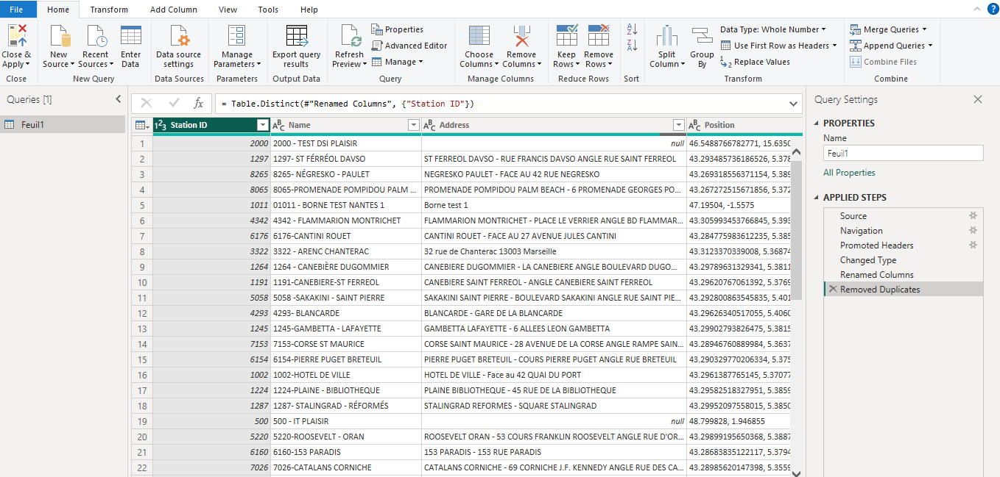 File Home Transform Add Column View Tools Help
Close & Apply
New Source
Recent Sources
Enter Data
Data source settings
Manage Parameters
Export query results
Refresh Preview
Properties
Advanced Editor
Manage
Choose Columns
Remove Columns
Keep Rows
Remove Rows
Split Column
Group By
Data Type: Whole Number
Use First Row as Headers
Replace Values
Merge Queries
Append Queries
Combine Files
Close New Query Data Sources Parameters Output Data Query Manage Columns Reduce Rows Sort Transform Combine
Queries [1]
Feuil1
fx = Table.Distinct(#"Renamed Columns", {"Station ID"})
Station ID Name Address Position
1 2000 2000 - TEST DSI PLAISIR null 46.5488766782771, 15.6350
2 1297 1297- ST FÉRRÉOL DAVSO ST FERREOL DAVSO - RUE FRANCIS DAVSO ANGLE RUE SAINT FERREOL 43.293485736186526, 5.378
3 8265 8265- NÉGRESKO - PAULET NEGRESKO PAULET - FACE AU 42 RUE NEGRESKO 43.269318556371154, 5.389
4 8065 8065-PROMENADE POMPIDOU PALM ... PROMENADE POMPIDOU PALM BEACH - 6 PROMENADE GEORGES PO... 43.267272515671856, 5.372
5 1011 01011 - BORNE TEST NANTES 1 Borne test 1 47.19504, -1.5575
6 4342 4342 - FLAMMARION MONTRICHET FLAMMARION MONTRICHET - PLACE LE VERRIER ANGLE BD FLAMMAR... 43.305993453766845, 5.393
7 6176 6176-CANTINI ROUET CANTINI ROUET - FACE AU 27 AVENUE JULES CANTINI 43.284775983612235, 5.385
8 3322 3322 - ARENC CHANTERAC 32 rue de Chanterac 13003 Marseille 43.3123370339008, 5.36874
9 1264 1264 - CANEBIÈRE DUGOMMIER CANEBIERE DUGOMMIER - LA CANEBIERE ANGLE BOULEVARD DUGO... 43.29789631329341, 5.3811
10 1191 1191-CANEBIERE-ST FERREOL CANEBIERE SAINT FERREOL - ANGLE CANEBIERE SAINT FERREOL 43.29620767061392, 5.3769
11 5058 5058 -SAKAKINI - SAINT PIERRE SAKAKINI SAINT PIERRE - BOULEVARD SAKAKINI ANGLE RUE SAINT PIE... 43.292800863545835, 5.401
12 4293 4293- BLANCARDE BLANCARDE - GARE DE LA BLANCARDE 43.29626340517055, 5.4060
13 1245 1245-GAMBETTA - LAFAYETTE GAMBETTA LAFAYETTE - 6 ALLEES LEON GAMBETTA 43.29902793826475, 5.3815
14 7153 7153-CORSE ST MAURICE CORSE SAINT MAURICE - 28 AVENUE DE LA CORSE ANGLE RAMPE SAIN... 43.28946760889984, 5.3637
15 6154 6154-PIERRE PUGET BRETEUIL PIERRE PUGET BRETEUIL - COURS PIERRE PUGET ANGLE RUE BRETEUIL 43.290329770206334, 5.375
16 1002 1002-HOTEL DE VILLE HOTEL DE VILLE - Face au 42 QUAI DU PORT 43.2961387765145, 5.37077
17 1224 1224-PLAINE - BIBLIOTHEQUE PLAINE BIBLIOTHEQUE - 45 RUE DE LA BIBLIOTHEQUE 43.29582518327951, 5.3859
18 1287 1287- STALINGRAD - RÉFORMÉS STALINGRAD REFORMES - SQUARE STALINGRAD 43.29952097558015, 5.3850
19 500 500 - IT PLAISIR null 48.799828, 1.946855
20 5220 5220-ROOSEVELT - ORAN ROOSEVELT ORAN - 53 COURS FRANKLIN ROOSEVELT ANGLE RUE D'OR... 43.29899195650368, 5.3887
21 6160 6160-153 PARADIS 153 PARADIS - 153 RUE PARADIS 43.28683835122117, 5.3794
22 7026 7026-CATALANS CORNICHE CATALANS CORNICHE - 69 CORNICHE J.F. KENNEDY ANGLE RUE DES CA... 43.28985620147398, 5.3559
Query Settings
PROPERTIES
Name
Feuil1
All Properties
APPLIED STEPS
Source
Navigation
Promoted Headers
Changed Type
Renamed Columns
Removed Duplicates